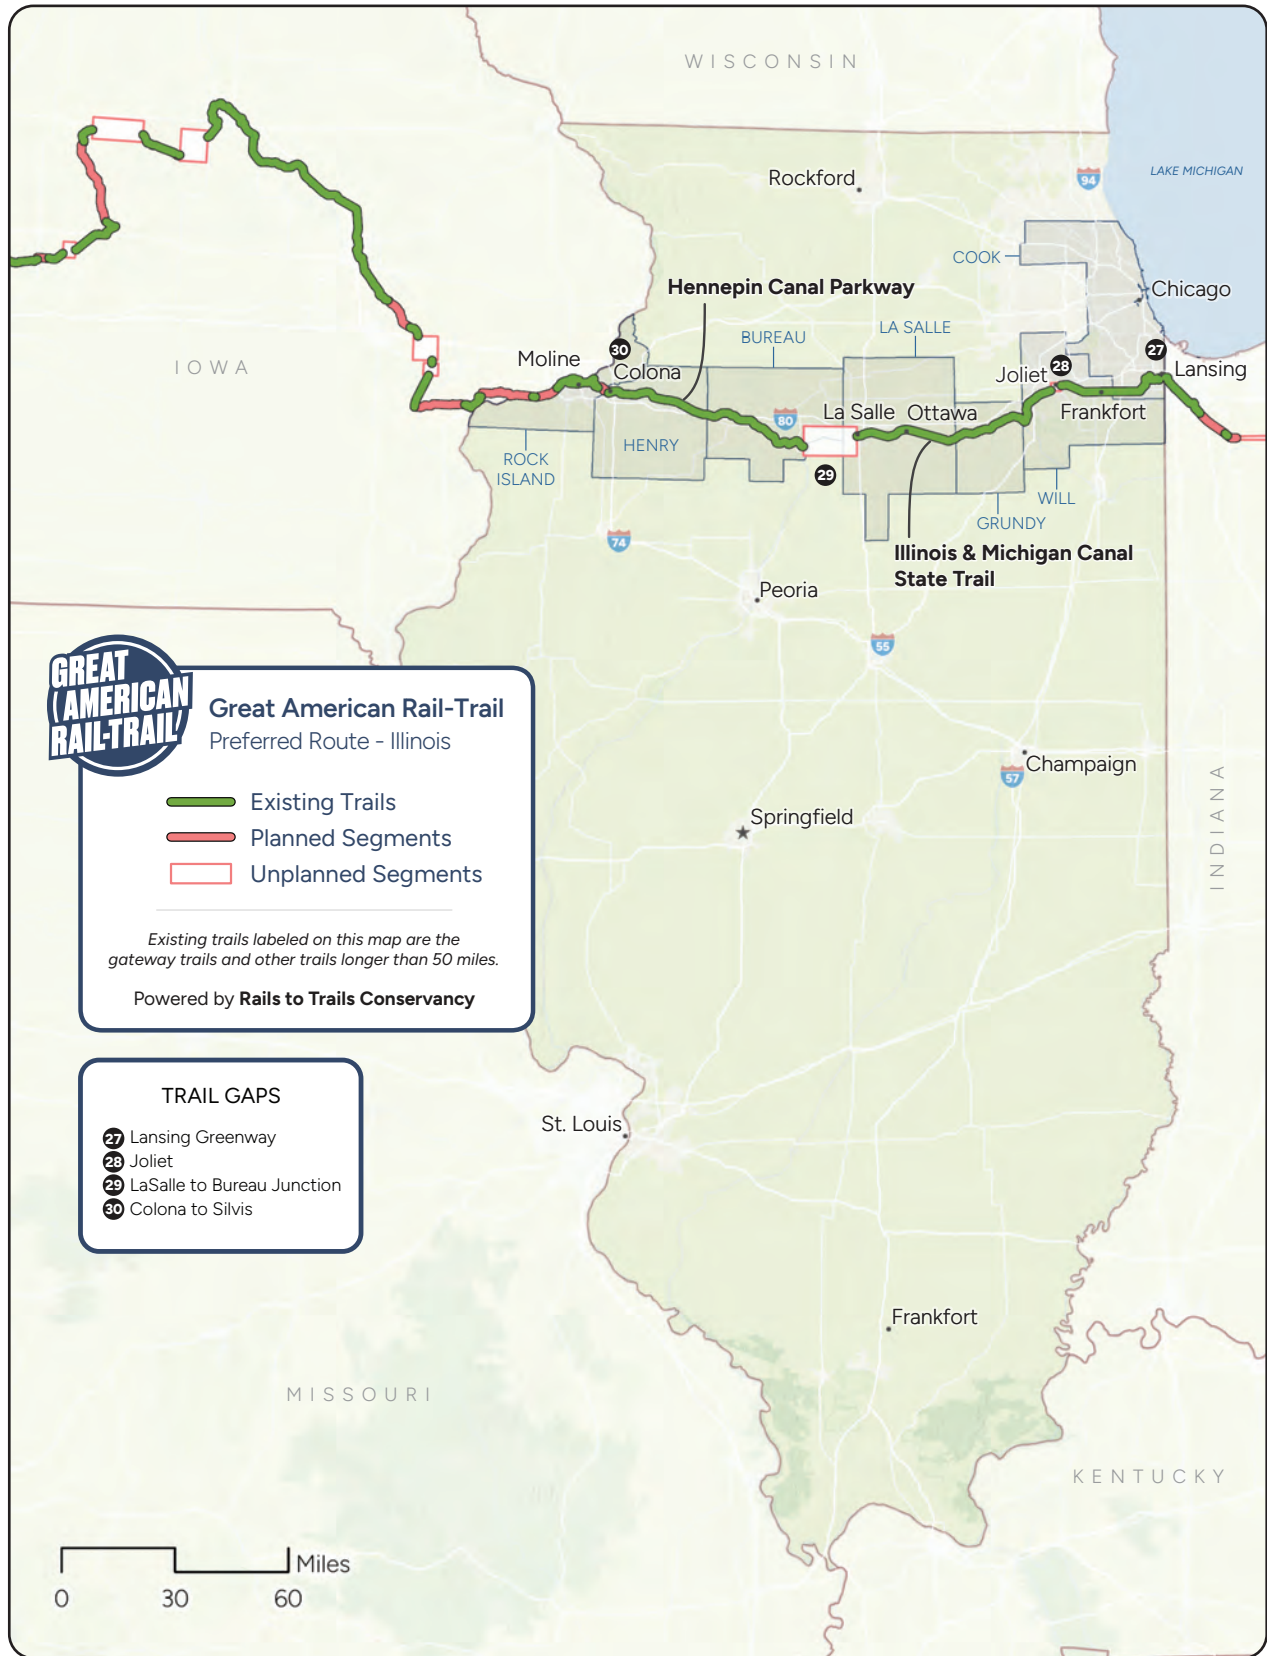 WISCONSIN
LAKE MICHIGAN
94
Rockford
COOK
Chicago
Hennepin Canal Parkway
LA SALLE
BUREAU
IOWA
30
27
Moline
Colona
28
Joliet
Lansing
80
La Salle
Ottawa
Frankfort
HENRY
ROCK
ISLAND
29
WILL
GRUNDY
74
Illinois & Michigan Canal
State Trail
Peoria
55
GREAT
AMERICAN
RAIL-TRAIL
Great American Rail-Trail
Preferred Route - Illinois
Existing Trails
Planned Segments
Unplanned Segments
Existing trails labeled on this map are the
gateway trails and other trails longer than 50 miles.
Powered by Rails to Trails Conservancy
Champaign
57
Springfield
INDIANA
TRAIL GAPS
27 Lansing Greenway
28 Joliet
29 LaSalle to Bureau Junction
30 Colona to Silvis
St. Louis
Frankfort
MISSOURI
KENTUCKY
Miles
0 30 60